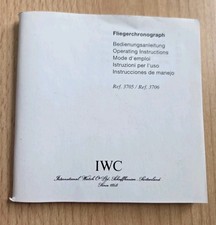 Fliegerchronograph
Bedienungsanleitung
Operating Instructions
Mode d'emploi
Istruzioni per l'uso
Instrucciones de manejo
Ref. 3705 / Ref. 3706
IWC
International Watch Co. Ltd. Schaffhausen, Switzerland
Since 1868